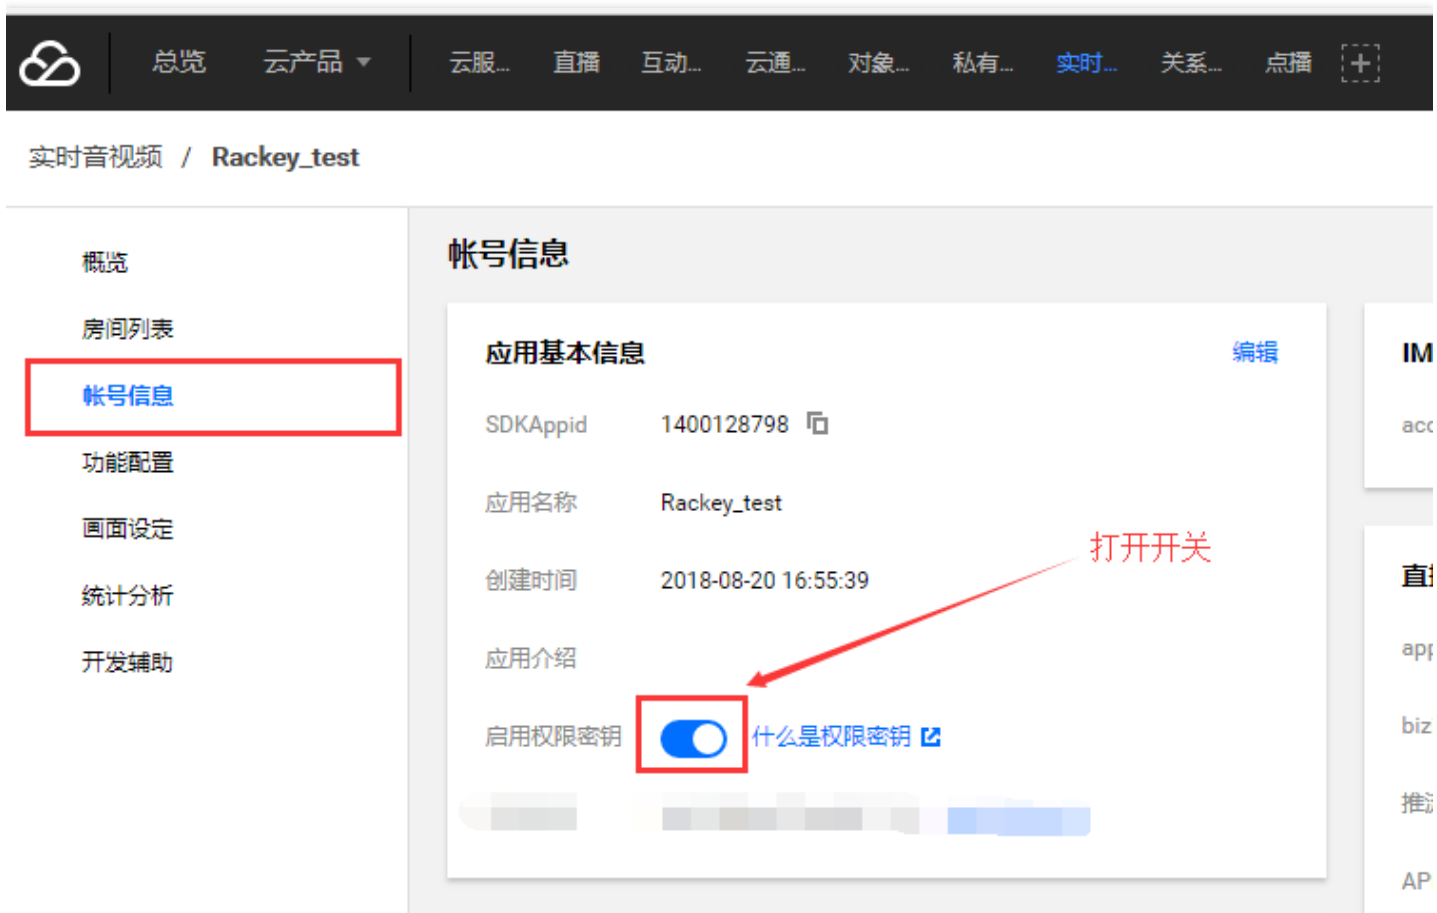 总览 云产品 云服... 直播 互动... 云通... 对象... 私有... 实时... 关系... 点播
实时音视频 / Rackey_test
概览
房间列表
帐号信息
功能配置
画面设定
统计分析
开发辅助
帐号信息
应用基本信息 编辑
SDKAppid 1400128798
应用名称 Rackey_test
创建时间 2018-08-20 16:55:39
应用介绍
启用权限密钥 什么是权限密钥
打开开关
IM
acc
直
app
biz
推
AP